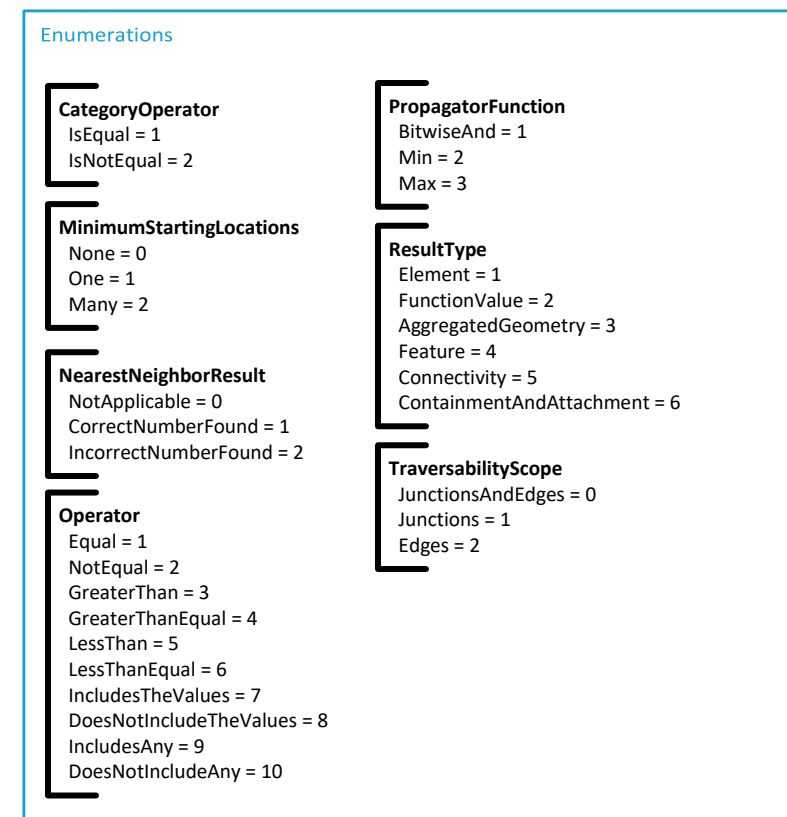 Enumerations
CategoryOperator
IsEqual = 1
IsNotEqual = 2
MinimumStartingLocations
None = 0
One = 1
Many = 2
NearestNeighborResult
NotApplicable = 0
CorrectNumberFound = 1
IncorrectNumberFound = 2
Operator
Equal = 1
NotEqual = 2
GreaterThan = 3
GreaterThanEqual = 4
LessThan = 5
LessThanEqual = 6
IncludesTheValues = 7
DoesNotIncludeTheValues = 8
IncludesAny = 9
DoesNotIncludeAny = 10
PropagatorFunction
BitwiseAnd = 1
Min = 2
Max = 3
ResultType
Element = 1
FunctionValue = 2
AggregatedGeometry = 3
Feature = 4
Connectivity = 5
ContainmentAndAttachment = 6
TraversabilityScope
JunctionsAndEdges = 0
Junctions = 1
Edges = 2